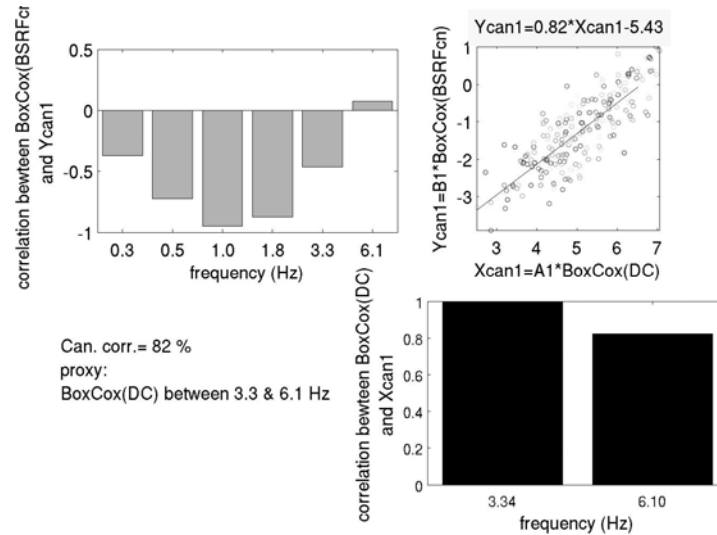 correlation bewteen BoxCox(BSRFcn
and Ycan1
0.5
0
-0.5
-1
0.3 0.5 1.0 1.8 3.3 6.1
frequency (Hz)
Ycan1=0.82*Xcan1-5.43
Ycan1=B1*BoxCox(BSRFcn)
1
0
-1
-2
-3
3 4 5 6 7
Xcan1=A1*BoxCox(DC)
Can. corr.= 82 %
proxy:
BoxCox(DC) between 3.3 & 6.1 Hz
correlation bewteen BoxCox(DC)
and Xcan1
1
0.8
0.6
0.4
0.2
0
3.34 6.10
frequency (Hz)